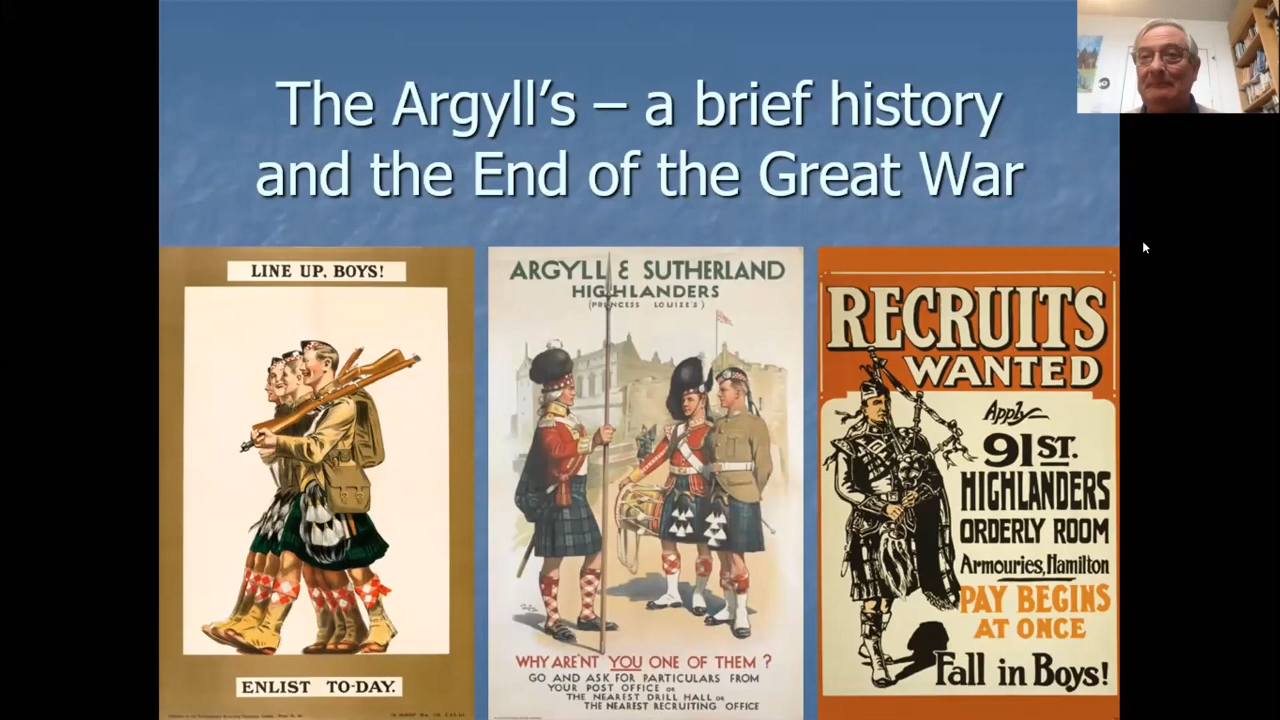 The Argyll’s – a brief history
and the End of the Great War
LINE UP, BOYS!
ENLIST TO-DAY.
ARGYLL & SUTHERLAND
HIGHLANDERS
(PRINCESS LOUISE'S)
WHY ARE'NT YOU ONE OF THEM ?
GO AND ASK FOR PARTICULARS FROM
YOUR POST OFFICE OR
THE NEAREST DRILL HALL OR
THE NEAREST RECRUITING OFFICE
RECRUITS
WANTED
Apply
91ST.
HIGHLANDERS
ORDERLY ROOM
Armouries, Hamilton
PAY BEGINS
AT ONCE
Fall in Boys!